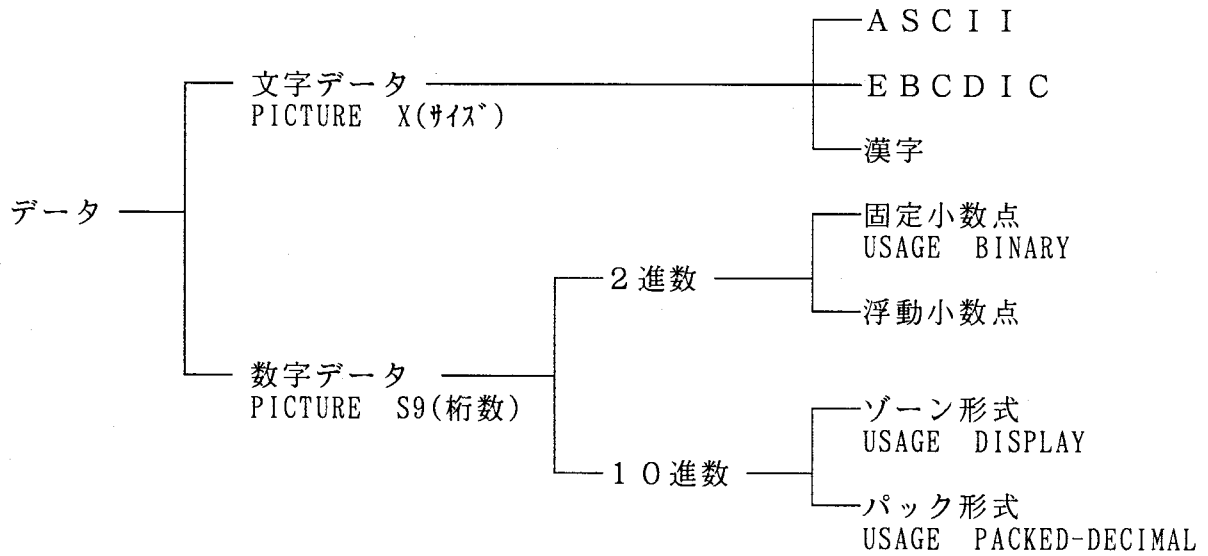 ＡＳＣＩＩ
文字データ
PICTURE X(ｻｲｽﾞ)
ＥＢＣＤＩＣ
漢字
データ
固定小数点
USAGE BINARY
２進数
浮動小数点
数字データ
PICTURE S9(桁数)
ゾーン形式
USAGE DISPLAY
１０進数
パック形式
USAGE PACKED-DECIMAL